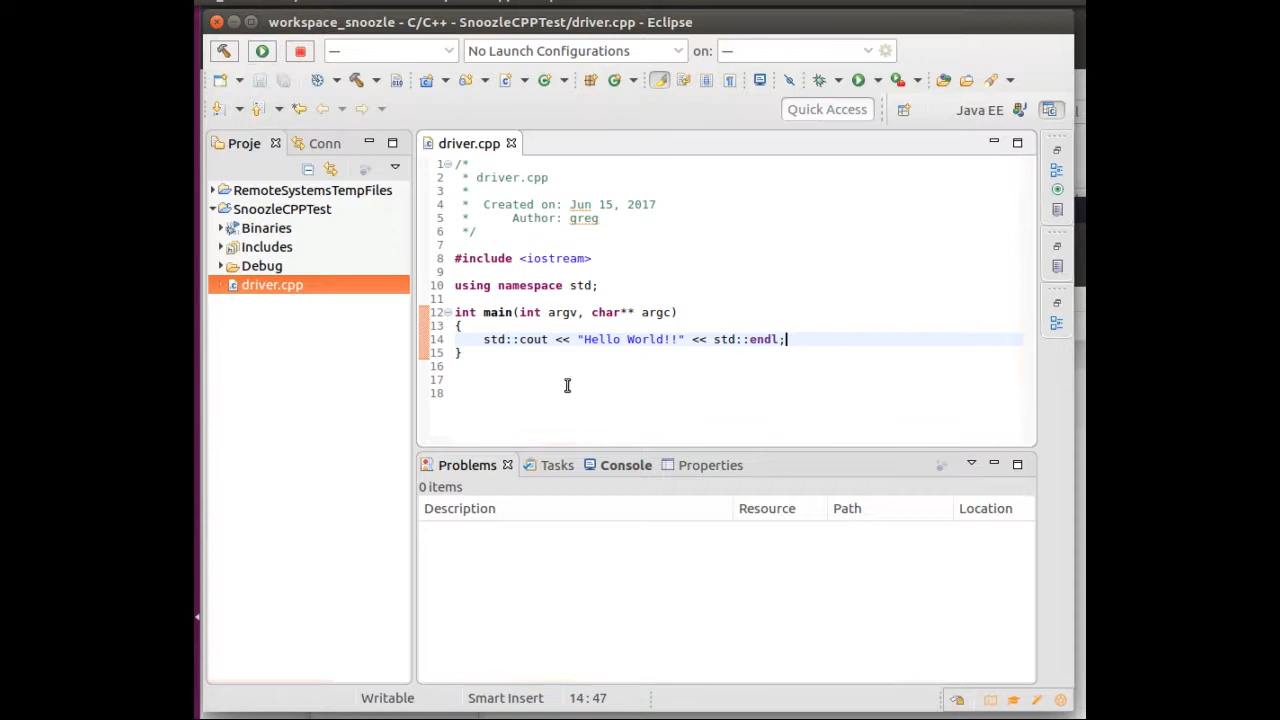 workspace_snoozle - C/C++ - SnoozleCPPTest/driver.cpp - Eclipse
— No Launch Configurations on: —
Quick Access Java EE
Proje Conn
RemoteSystemsTempFiles
SnoozleCPPTest
Binaries
Includes
Debug
driver.cpp
driver.cpp
1 /*
2 * driver.cpp
3 *
4 * Created on: Jun 15, 2017
5 * Author: greg
6 */
7
8 #include <iostream>
9
10 using namespace std;
11
12 int main(int argv, char** argc)
13 {
14 std::cout << "Hello World!!" << std::endl;
15 }
16
17
18
Problems Tasks Console Properties
0 items
Description Resource Path Location
Writable Smart Insert 14:47